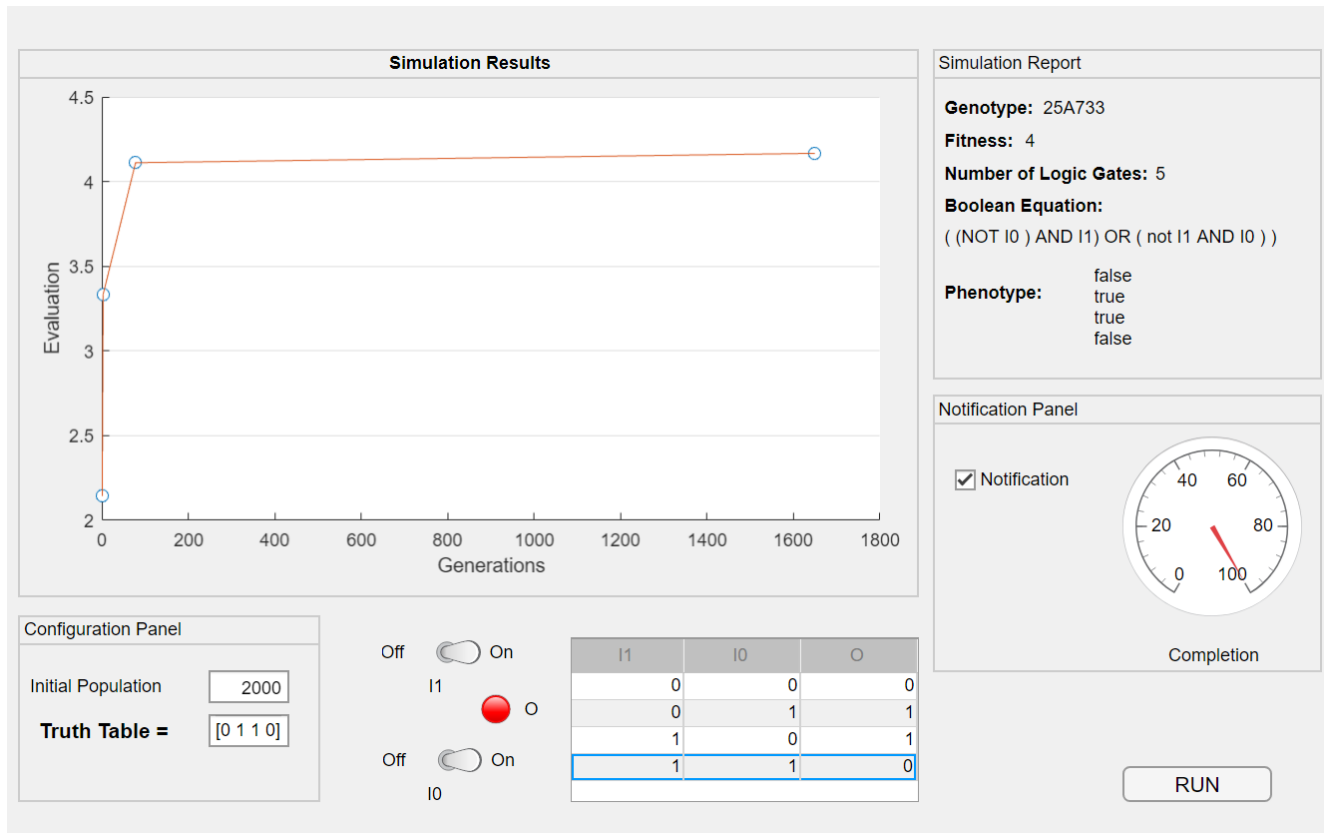 Simulation Results
4.5
4
3.5
3
2.5
2
Evaluation
0 200 400 600 800 1000 1200 1400 1600 1800
Generations
Simulation Report
Genotype: 25A733
Fitness: 4
Number of Logic Gates: 5
Boolean Equation:
( (NOT I0 ) AND I1) OR ( not I1 AND I0 ) )
Phenotype:
false
true
true
false
Notification Panel
Notification
0 20 40 60 80 100
Completion
Configuration Panel
Initial Population 2000
Truth Table = [0 1 1 0]
Off On
I1
O
Off On
I0
I1 I0 O
0 0 0
0 1 1
1 0 1
1 1 0
RUN